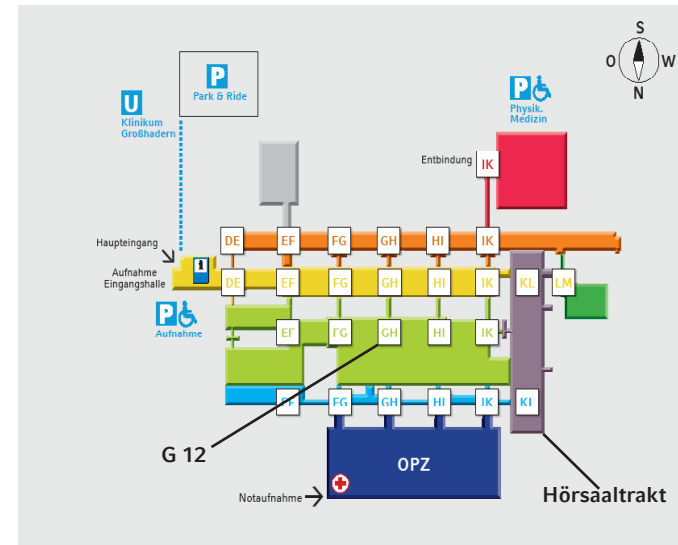 S
O W
N
P
Park & Ride
U
Klinikum
Großhadern
P
Physik.
Medizin
Entbindung IK
Haupteingang
DE EF FG GH HI IK
Aufnahme
Eingangshalle
i
DE EF FG GH HI IK KL LM
P
Aufnahme
EF FG GH HI IK
EF FG GH HI IK KL
G 12
OPZ
Notaufnahme
Hörsaaltrakt